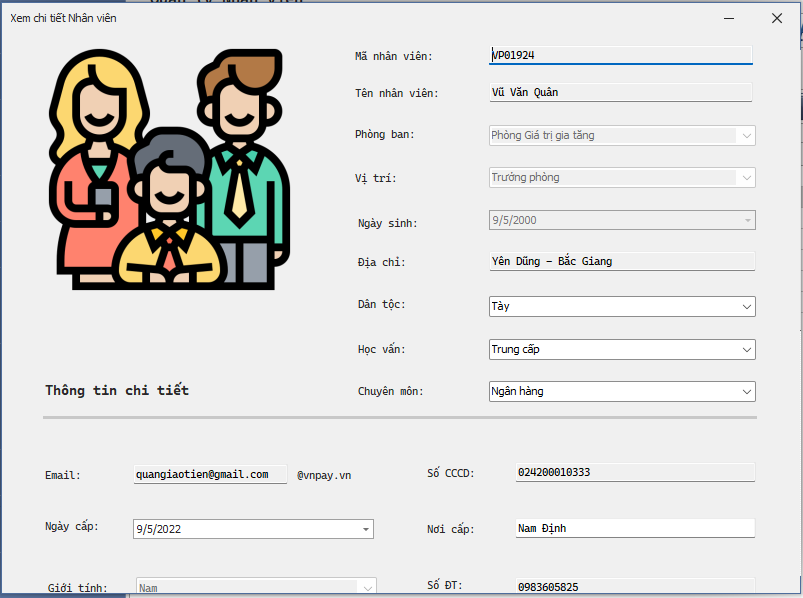 Xem chi tiết Nhân viên
Mã nhân viên: VP01924
Tên nhân viên: Vũ Văn Quân
Phòng ban: Phòng Giá trị gia tăng
Vị trí: Trưởng phòng
Ngày sinh: 9/5/2000
Địa chỉ: Yên Dũng - Bắc Giang
Dân tộc: Tày
Học vấn: Trung cấp
Thông tin chi tiết
Chuyên môn: Ngân hàng
Email: quangiaotien@gmail.com @vnpay.vn Số CCCD: 024200010333
Ngày cấp: 9/5/2022 Nơi cấp: Nam Định
Giới tính: Nam Số ĐT: 0983605825